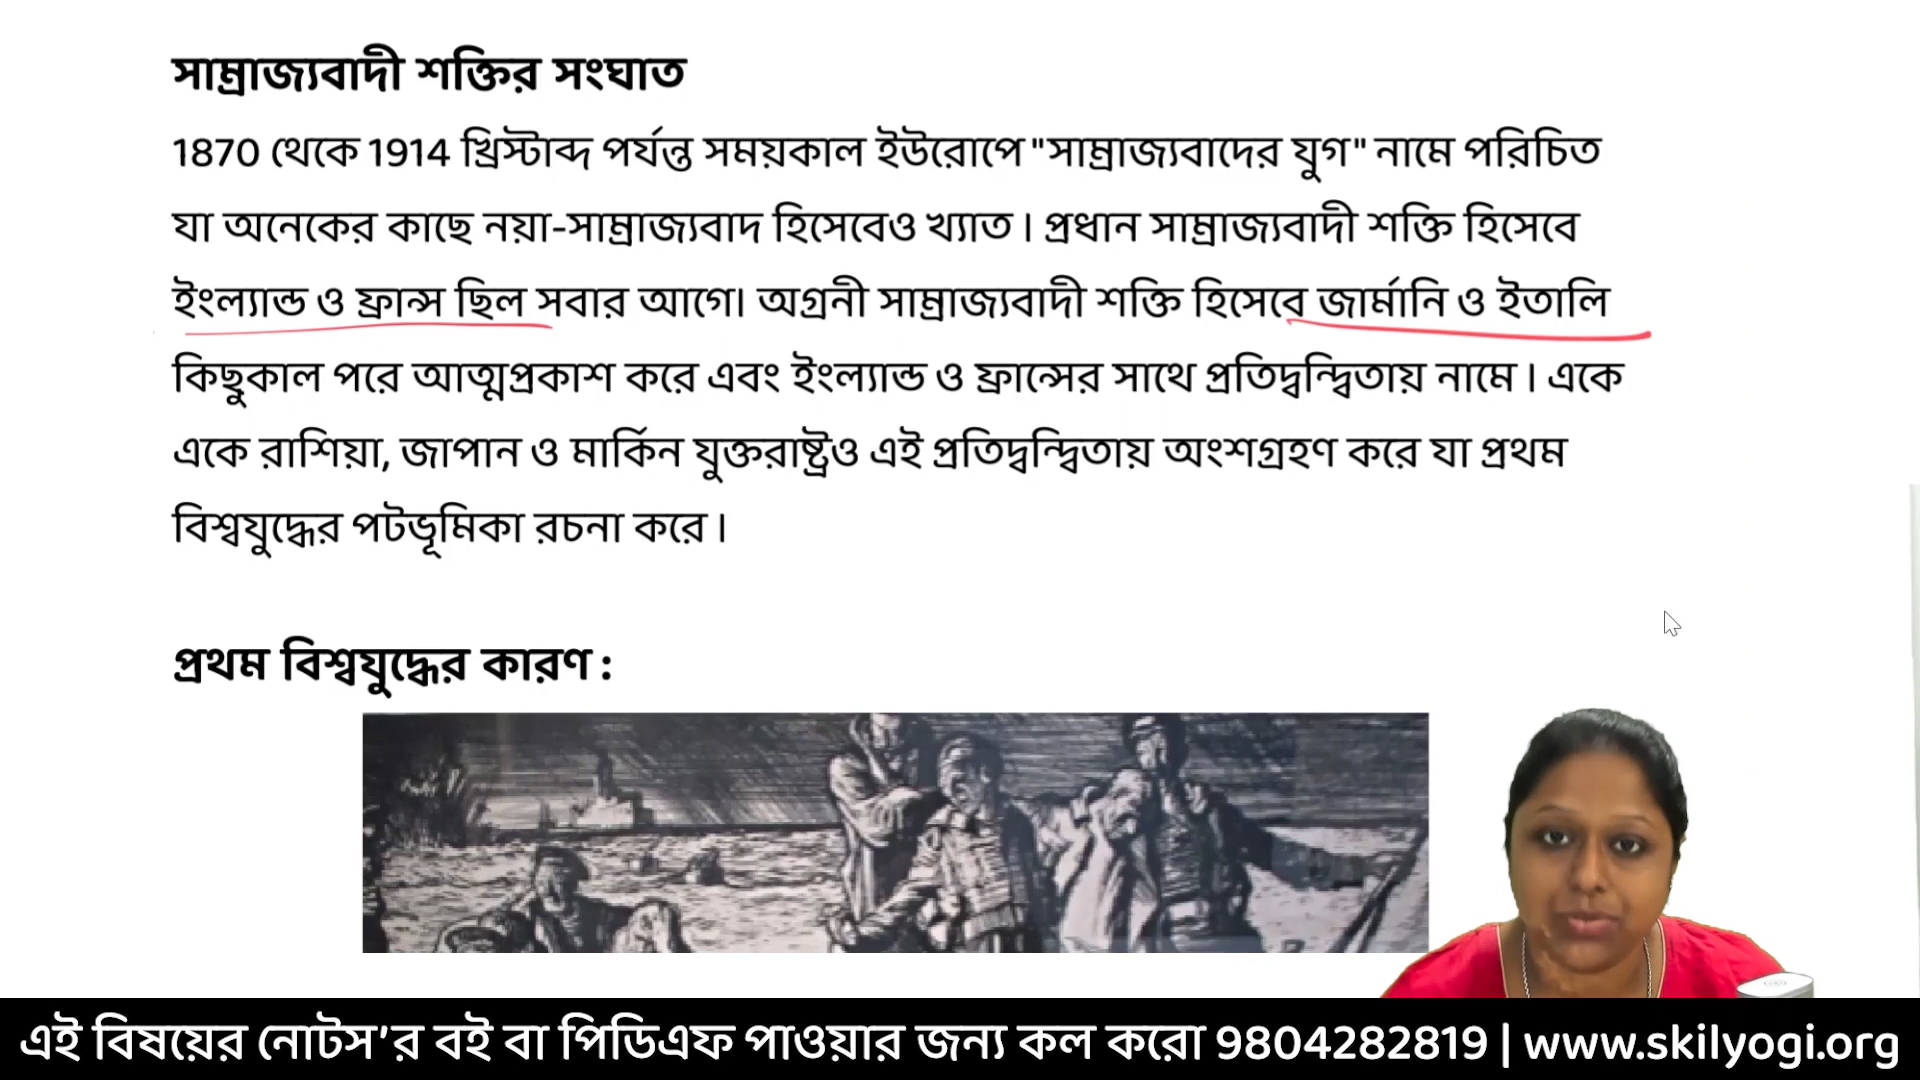 সাম্রাজ্যবাদী শক্তির সংঘাত
1870 থেকে 1914 খ্রিস্টাব্দ পর্যন্ত সময়কাল ইউরোপে "সাম্রাজ্যবাদের যুগ" নামে পরিচিত
যা অনেকের কাছে নয়া-সাম্রাজ্যবাদ হিসেবেও খ্যাত। প্রধান সাম্রাজ্যবাদী শক্তি হিসেবে
ইংল্যান্ড ও ফ্রান্স ছিল সবার আগে। অগ্রনী সাম্রাজ্যবাদী শক্তি হিসেবে জার্মানি ও ইতালি
কিছুকাল পরে আত্মপ্রকাশ করে এবং ইংল্যান্ড ও ফ্রান্সের সাথে প্রতিদ্বন্দ্বিতায় নামে। একে
একে রাশিয়া, জাপান ও মার্কিন যুক্তরাষ্ট্রও এই প্রতিদ্বন্দ্বিতায় অংশগ্রহণ করে যা প্রথম
বিশ্বযুদ্ধের পটভূমিকা রচনা করে।
প্রথম বিশ্বযুদ্ধের কারণ :
এই বিষয়ের নোটস'র বই বা পিডিএফ পাওয়ার জন্য কল করো 9804282819 | www.skilyogi.org